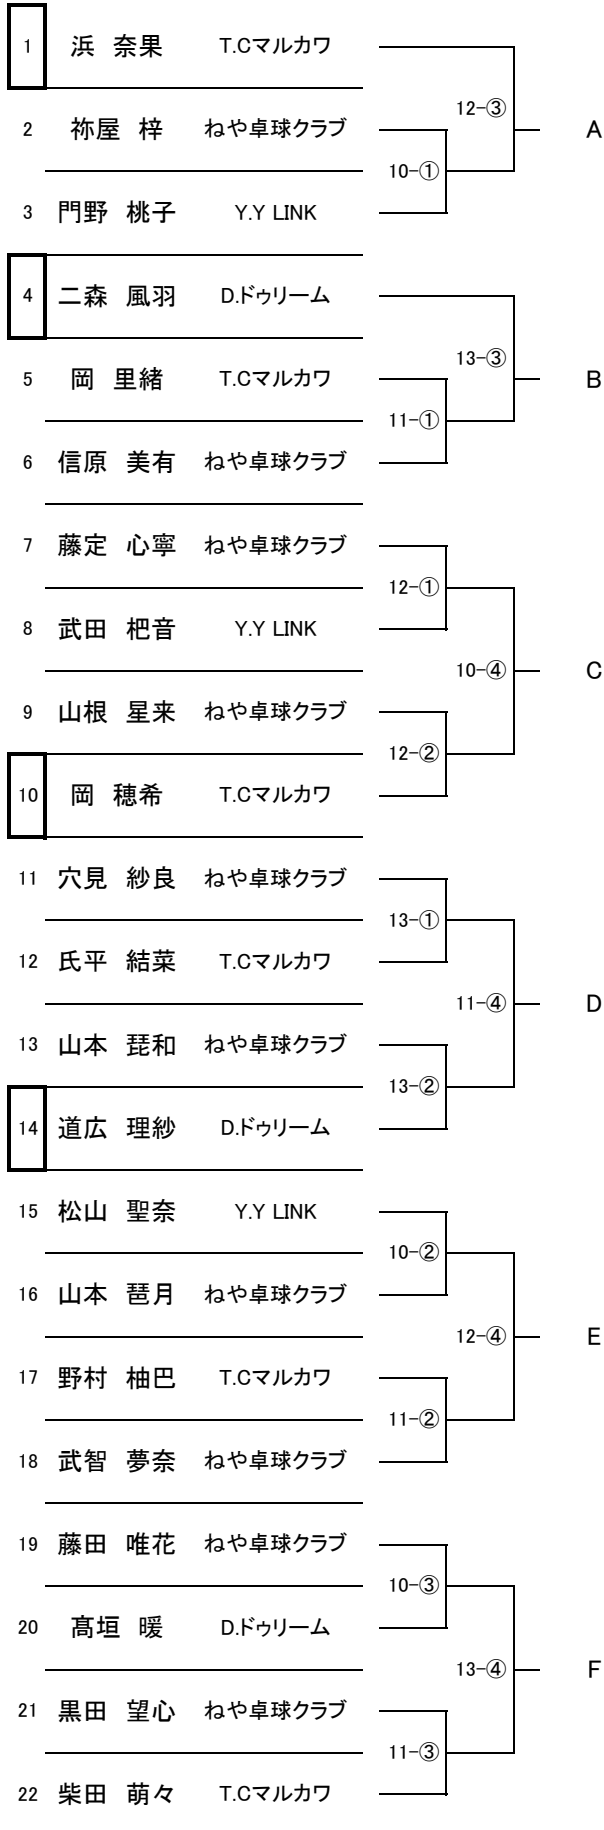 1 浜 奈果 T.Cマルカワ
12-③
2 祢屋 梓 ねや卓球クラブ A
10-①
3 門野 桃子 Y.Y LINK
4 二森 風羽 D.ドゥリーム
13-③
5 岡 里緒 T.Cマルカワ B
11-①
6 信原 美有 ねや卓球クラブ
7 藤定 心寧 ねや卓球クラブ
12-①
8 武田 杷音 Y.Y LINK
10-④ C
9 山根 星来 ねや卓球クラブ
12-②
10 岡 穂希 T.Cマルカワ
11 穴見 紗良 ねや卓球クラブ
13-①
12 氏平 結菜 T.Cマルカワ
11-④ D
13 山本 琵和 ねや卓球クラブ
13-②
14 道広 理紗 D.ドゥリーム
15 松山 聖奈 Y.Y LINK
10-②
16 山本 琶月 ねや卓球クラブ
12-④ E
17 野村 柚巴 T.Cマルカワ
11-②
18 武智 夢奈 ねや卓球クラブ
19 藤田 唯花 ねや卓球クラブ
10-③
20 髙垣 暖 D.ドゥリーム
13-④ F
21 黒田 望心 ねや卓球クラブ
11-③
22 柴田 萌々 T.Cマルカワ